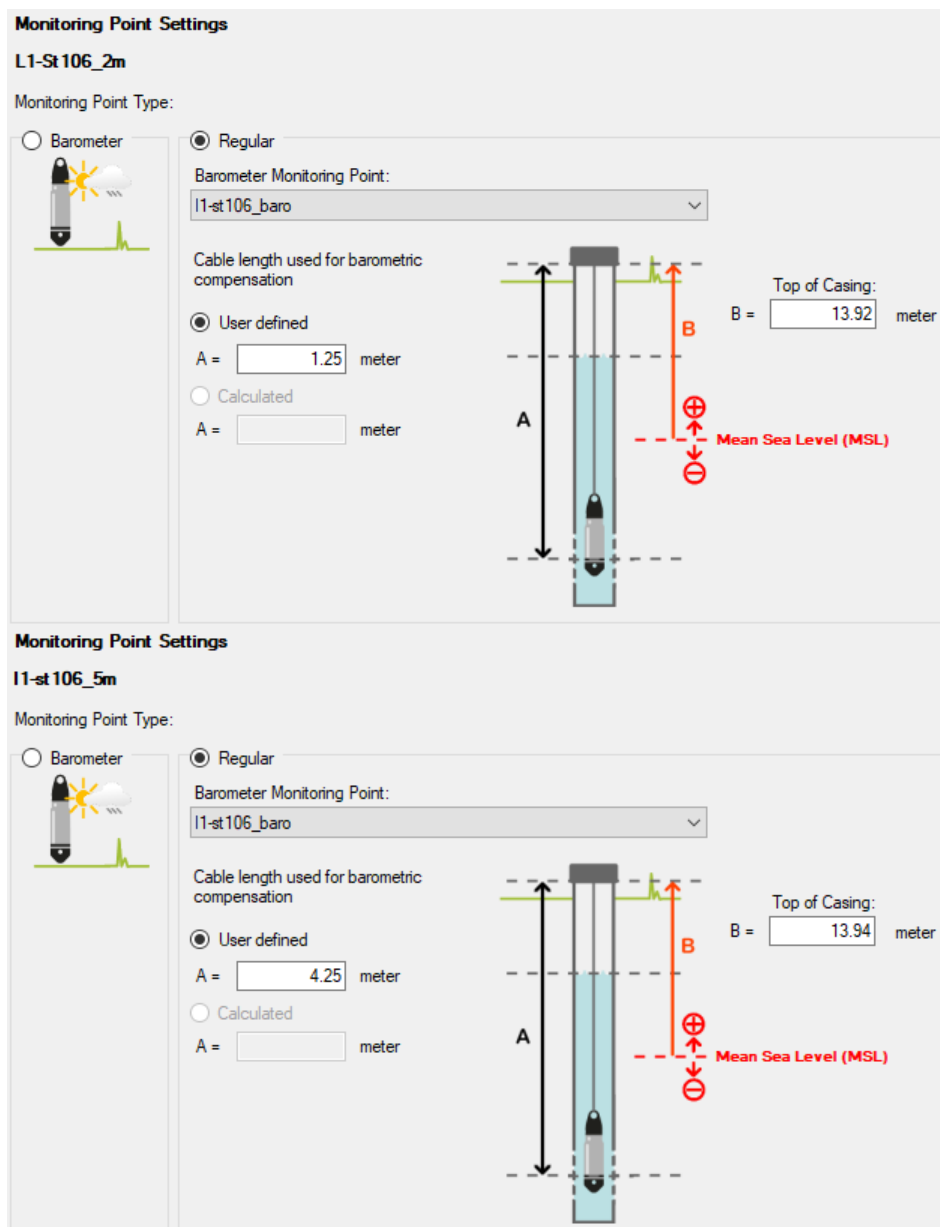 Monitoring Point Settings
L1-St106_2m
Monitoring Point Type:
Barometer
Regular
Barometer Monitoring Point:
l1-st106_baro
Cable length used for barometric
compensation
User defined
A = 1.25 meter
Calculated
A = meter
A
B
Mean Sea Level (MSL)
Top of Casing:
B = 13.92 meter
Monitoring Point Settings
l1-st106_5m
Monitoring Point Type:
Barometer
Regular
Barometer Monitoring Point:
l1-st106_baro
Cable length used for barometric
compensation
User defined
A = 4.25 meter
Calculated
A = meter
A
B
Mean Sea Level (MSL)
Top of Casing:
B = 13.94 meter